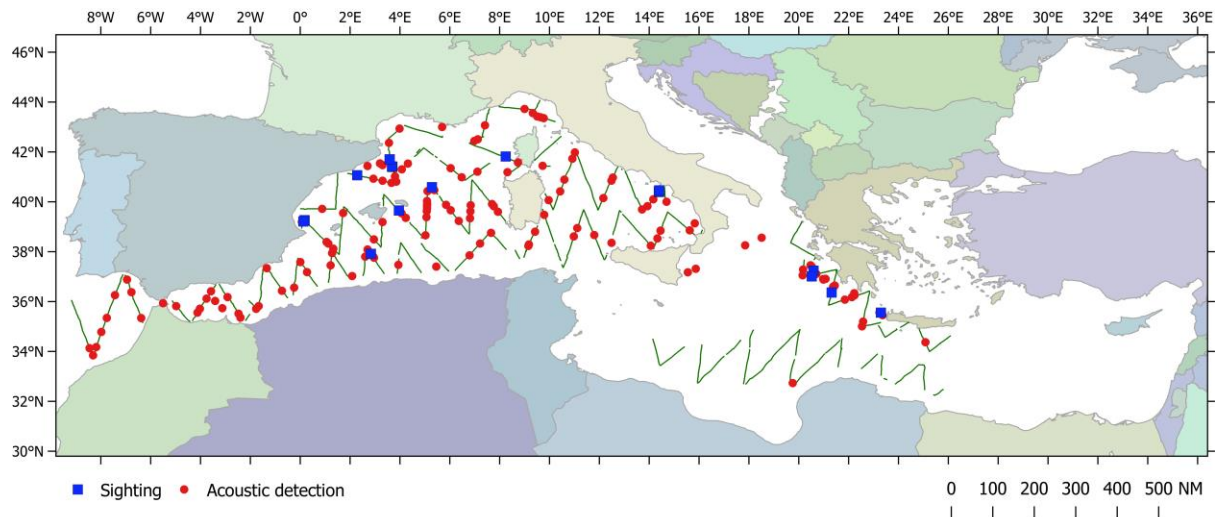 8°W 6°W 4°W 2°W 0° 2°E 4°E 6°E 8°E 10°E 12°E 14°E 16°E 18°E 20°E 22°E 24°E 26°E 28°E 30°E 32°E 34°E 36°E
46°N
44°N
42°N
40°N
38°N
36°N
34°N
32°N
30°N
Sighting Acoustic detection
0 100 200 300 400 500 NM